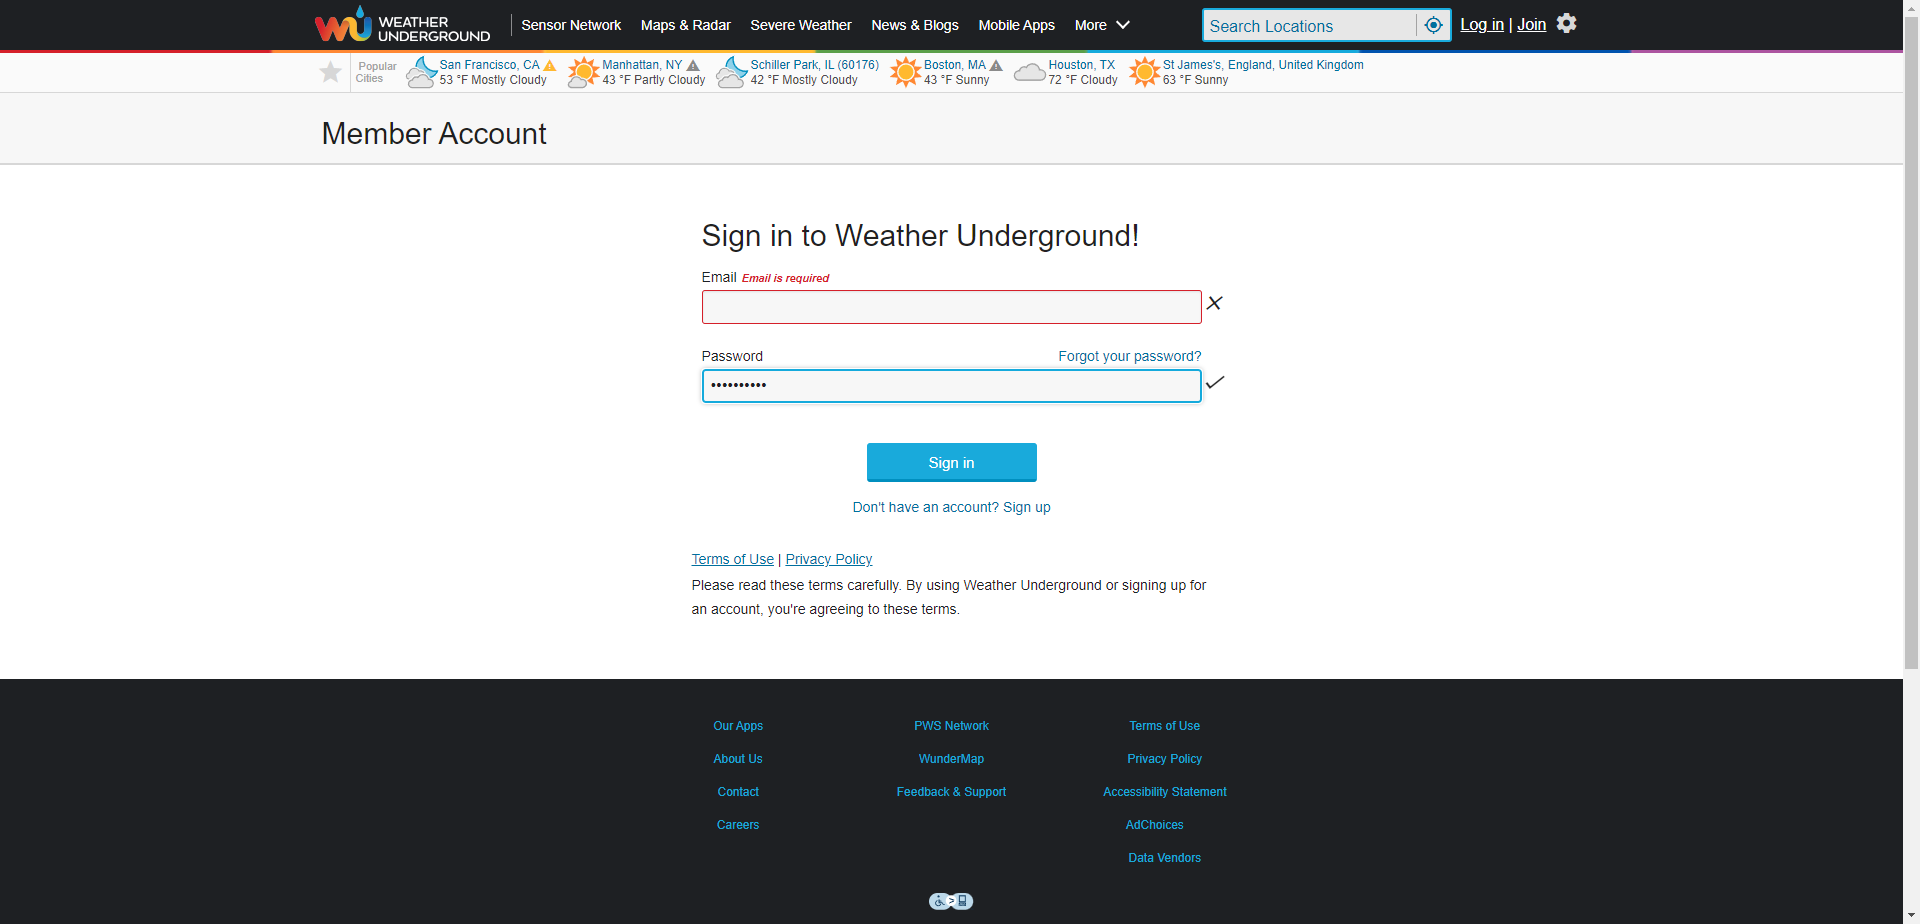 WEATHER
UNDERGROUND
Sensor Network Maps & Radar Severe Weather News & Blogs Mobile Apps More
Search Locations
Log in | Join
Popular
Cities
San Francisco, CA
53 °F Mostly Cloudy
Manhattan, NY
43 °F Partly Cloudy
Schiller Park, IL (60176)
42 °F Mostly Cloudy
Boston, MA
43 °F Sunny
Houston, TX
72 °F Cloudy
St James's, England, United Kingdom
63 °F Sunny
Member Account
Sign in to Weather Underground!
Email Email is required
Password Forgot your password?
••••••••••
Sign in
Don't have an account? Sign up
Terms of Use | Privacy Policy
Please read these terms carefully. By using Weather Underground or signing up for
an account, you're agreeing to these terms.
Our Apps
About Us
Contact
Careers
PWS Network
WunderMap
Feedback & Support
Terms of Use
Privacy Policy
Accessibility Statement
AdChoices
Data Vendors